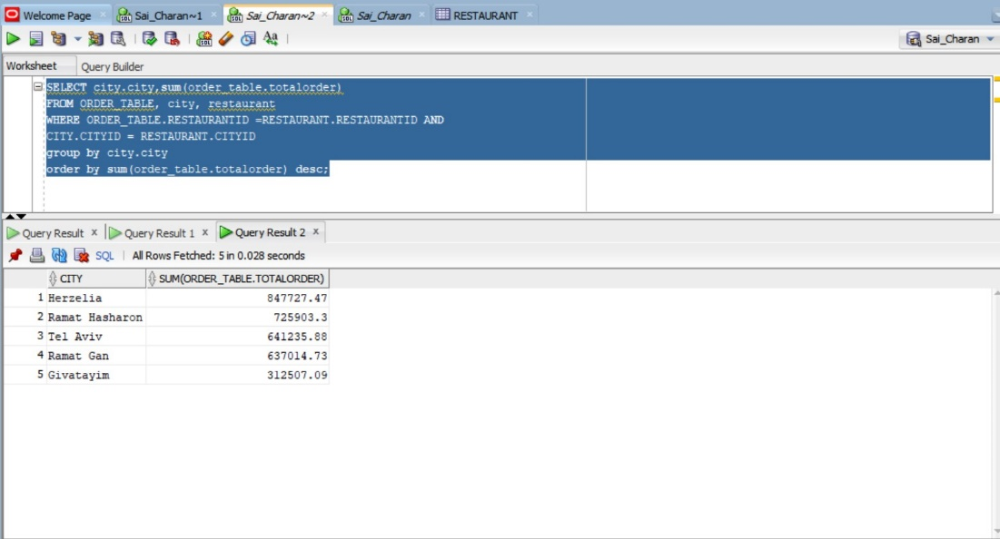 Welcome Page Sai_Charan~1 Sai_Charan~2 Sai_Charan RESTAURANT
Sai_Charan
Worksheet Query Builder
SELECT city.city,sum(order_table.totalorder)
FROM ORDER_TABLE, city, restaurant
WHERE ORDER_TABLE.RESTAURANTID =RESTAURANT.RESTAURANTID AND
CITY.CITYID = RESTAURANT.CITYID
group by city.city
order by sum(order_table.totalorder) desc;
Query Result x Query Result 1 x Query Result 2 x
SQL | All Rows Fetched: 5 in 0.028 seconds
CITY SUM(ORDER_TABLE.TOTALORDER)
1 Herzelia 847727.47
2 Ramat Hasharon 725903.3
3 Tel Aviv 641235.88
4 Ramat Gan 637014.73
5 Givatayim 312507.09